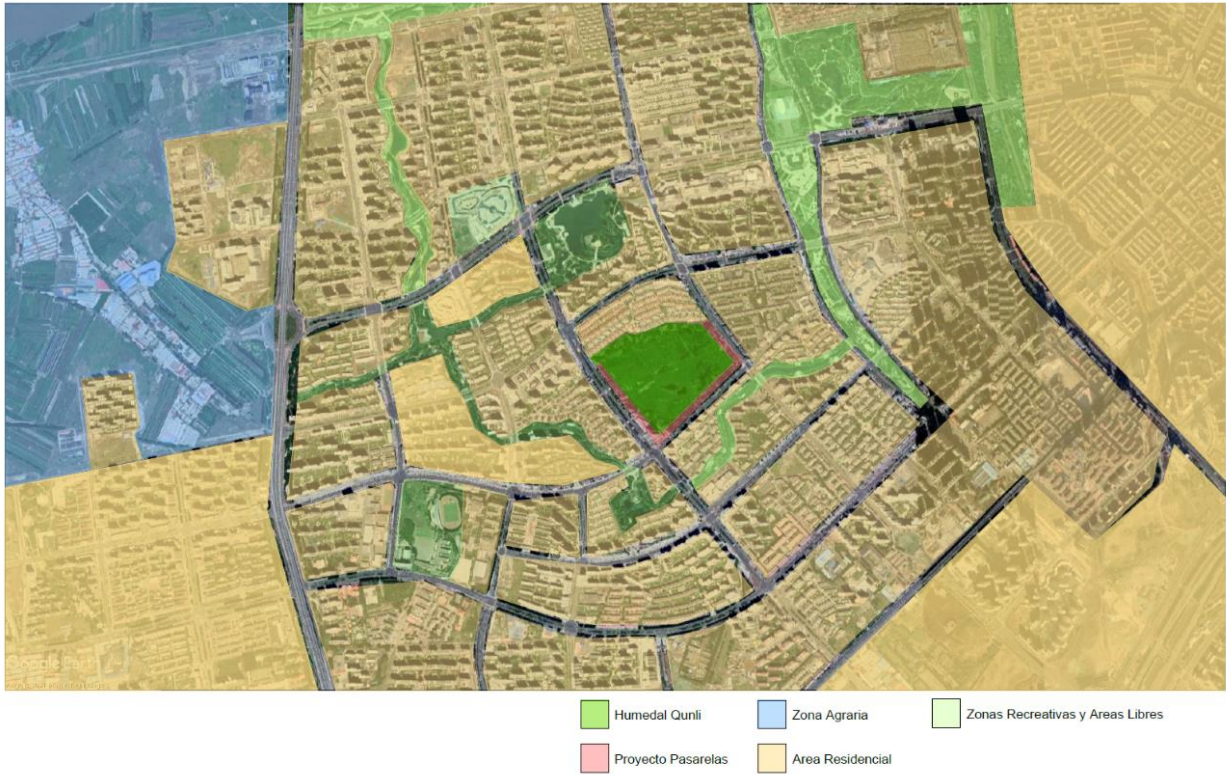 Google Earth
Humedal Qunli
Zona Agraria
Zonas Recreativas y Areas Libres
Proyecto Pasarelas
Area Residencial